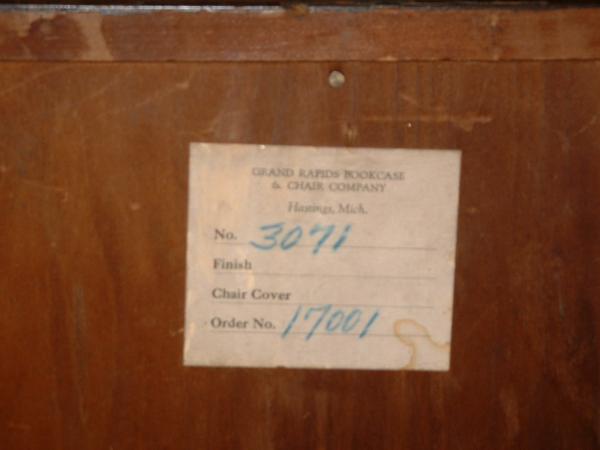 GRAND RAPIDS BOOKCASE
& CHAIR COMPANY
Hastings, Mich.
No. 3071
Finish
Chair Cover
Order No. 17001